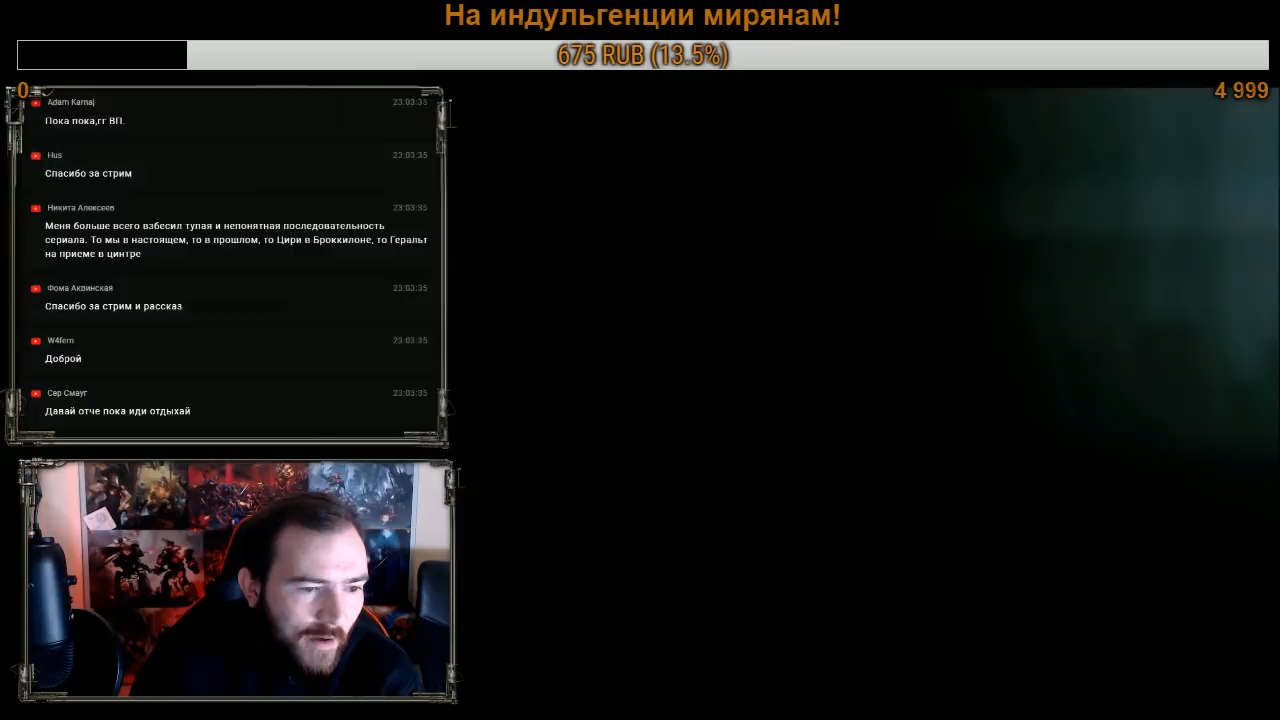 На индульгенции мирянам!
675 RUB (13.5%)
0
4 999
Adam Karnaj 23:03:35
Пока пока,гг ВП.
Hus 23:03:35
Спасибо за стрим
Никита Алексеев 23:03:35
Меня больше всего взбесил тупая и непонятная последовательность
сериала. То мы в настоящем, то в прошлом, то Цири в Броккилоне, то Геральт
на приеме в цинтре
Фома Аквинская 23:03:35
Спасибо за стрим и рассказ
W4fern 23:03:35
Доброй
Сер Смауг 23:03:35
Давай отче пока иди отдыхай